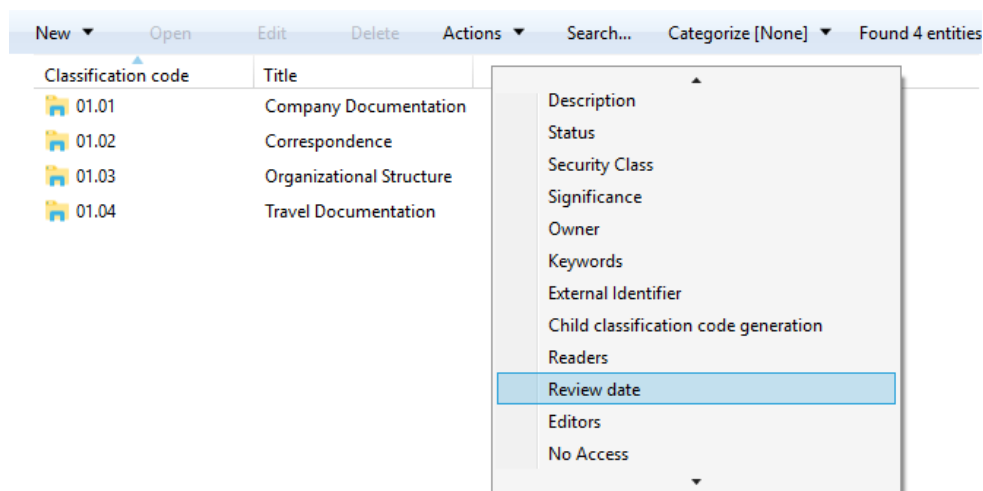 New Open Edit Delete Actions Search... Categorize [None] Found 4 entities
Classification code Title
01.01 Company Documentation
01.02 Correspondence
01.03 Organizational Structure
01.04 Travel Documentation
Description
Status
Security Class
Significance
Owner
Keywords
External Identifier
Child classification code generation
Readers
Review date
Editors
No Access